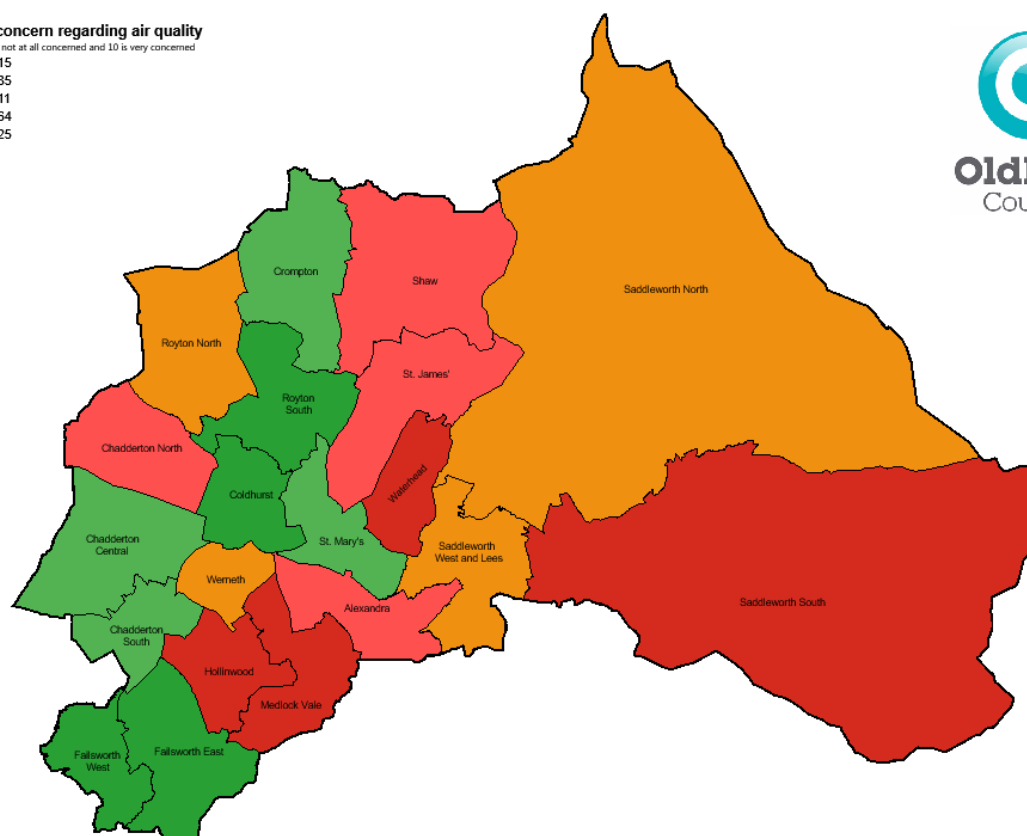 concern regarding air quality
not at all concerned and 10 is very concerned
15
35
11
64
25
Oldh
Cou
Crompton
Shaw
Saddleworth North
Royton North
St. James'
Royton
South
Chadderton North
Waterhead
Coldhurst
Chadderton
Central
St. Mary's
Saddleworth
West and Lees
Werneth
Saddleworth South
Alexandra
Chadderton
South
Hollinwood
Medlock Vale
Failsworth East
Failsworth
West